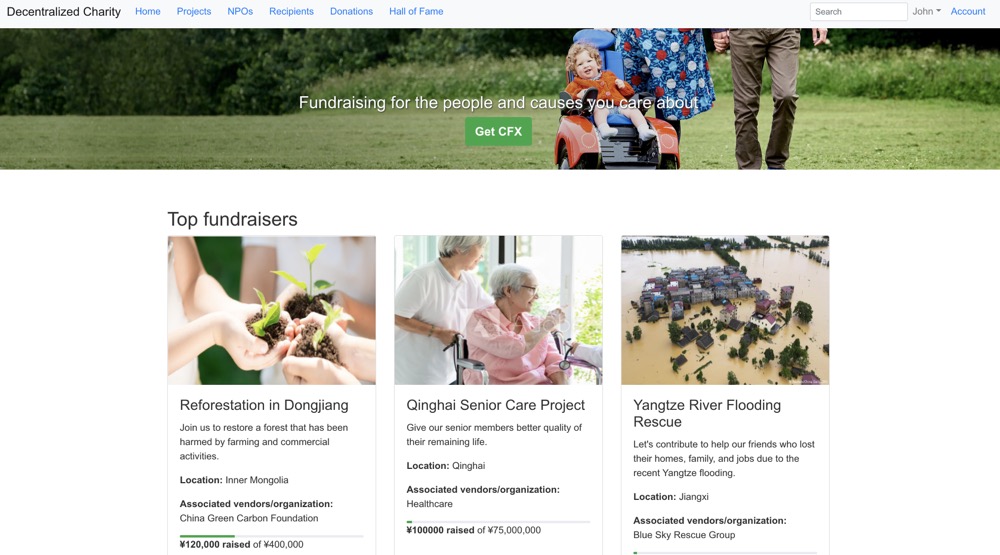 Decentralized Charity Home Projects NPOs Recipients Donations Hall of Fame Search John Account
Fundraising for the people and causes you care about
Get CFX
Top fundraisers
Reforestation in Dongjiang
Join us to restore a forest that has been
harmed by farming and commercial
activities.
Location: Inner Mongolia
Associated vendors/organization:
China Green Carbon Foundation
¥120,000 raised of ¥400,000
Qinghai Senior Care Project
Give our senior members better quality of
their remaining life.
Location: Qinghai
Associated vendors/organization:
Healthcare
¥100000 raised of ¥75,000,000
Yangtze River Flooding
Rescue
Let's contribute to help our friends who lost
their homes, family, and jobs due to the
recent Yangtze flooding.
Location: Jiangxi
Associated vendors/organization:
Blue Sky Rescue Group